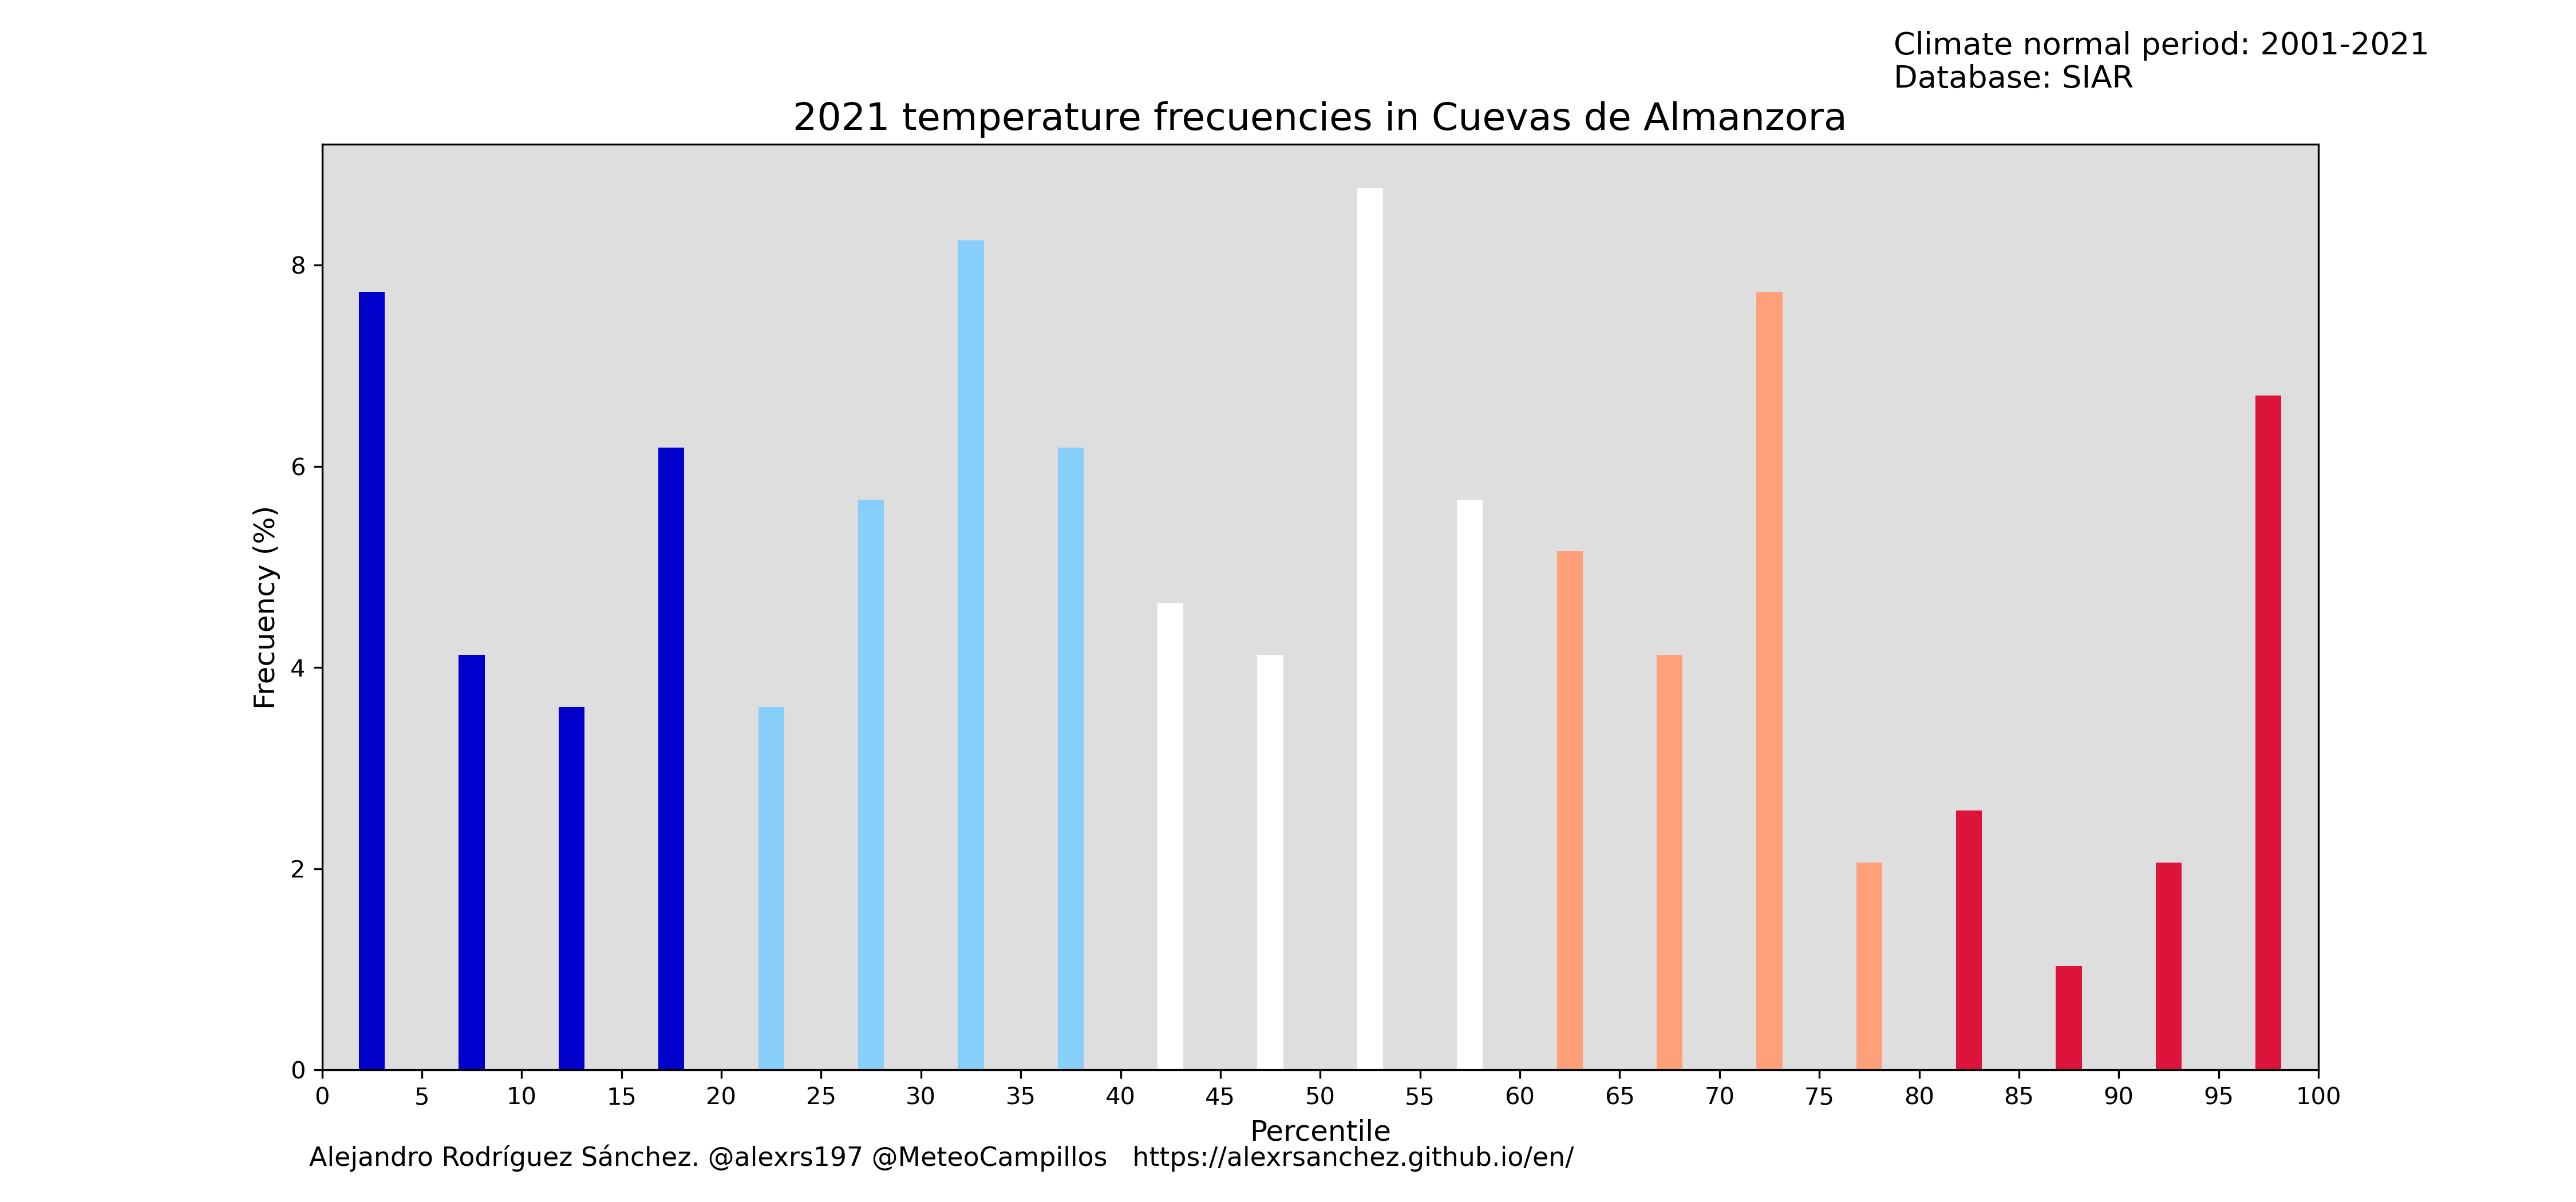 Climate normal period: 2001-2021
Database: SIAR
2021 temperature frecuencies in Cuevas de Almanzora
Frecuency (%)
8
6
4
2
0
0 5 10 15 20 25 30 35 40 45 50 55 60 65 70 75 80 85 90 95 100
Percentile
Alejandro Rodríguez Sánchez. @alexrs197 @MeteoCampillos https://alexrsanchez.github.io/en/